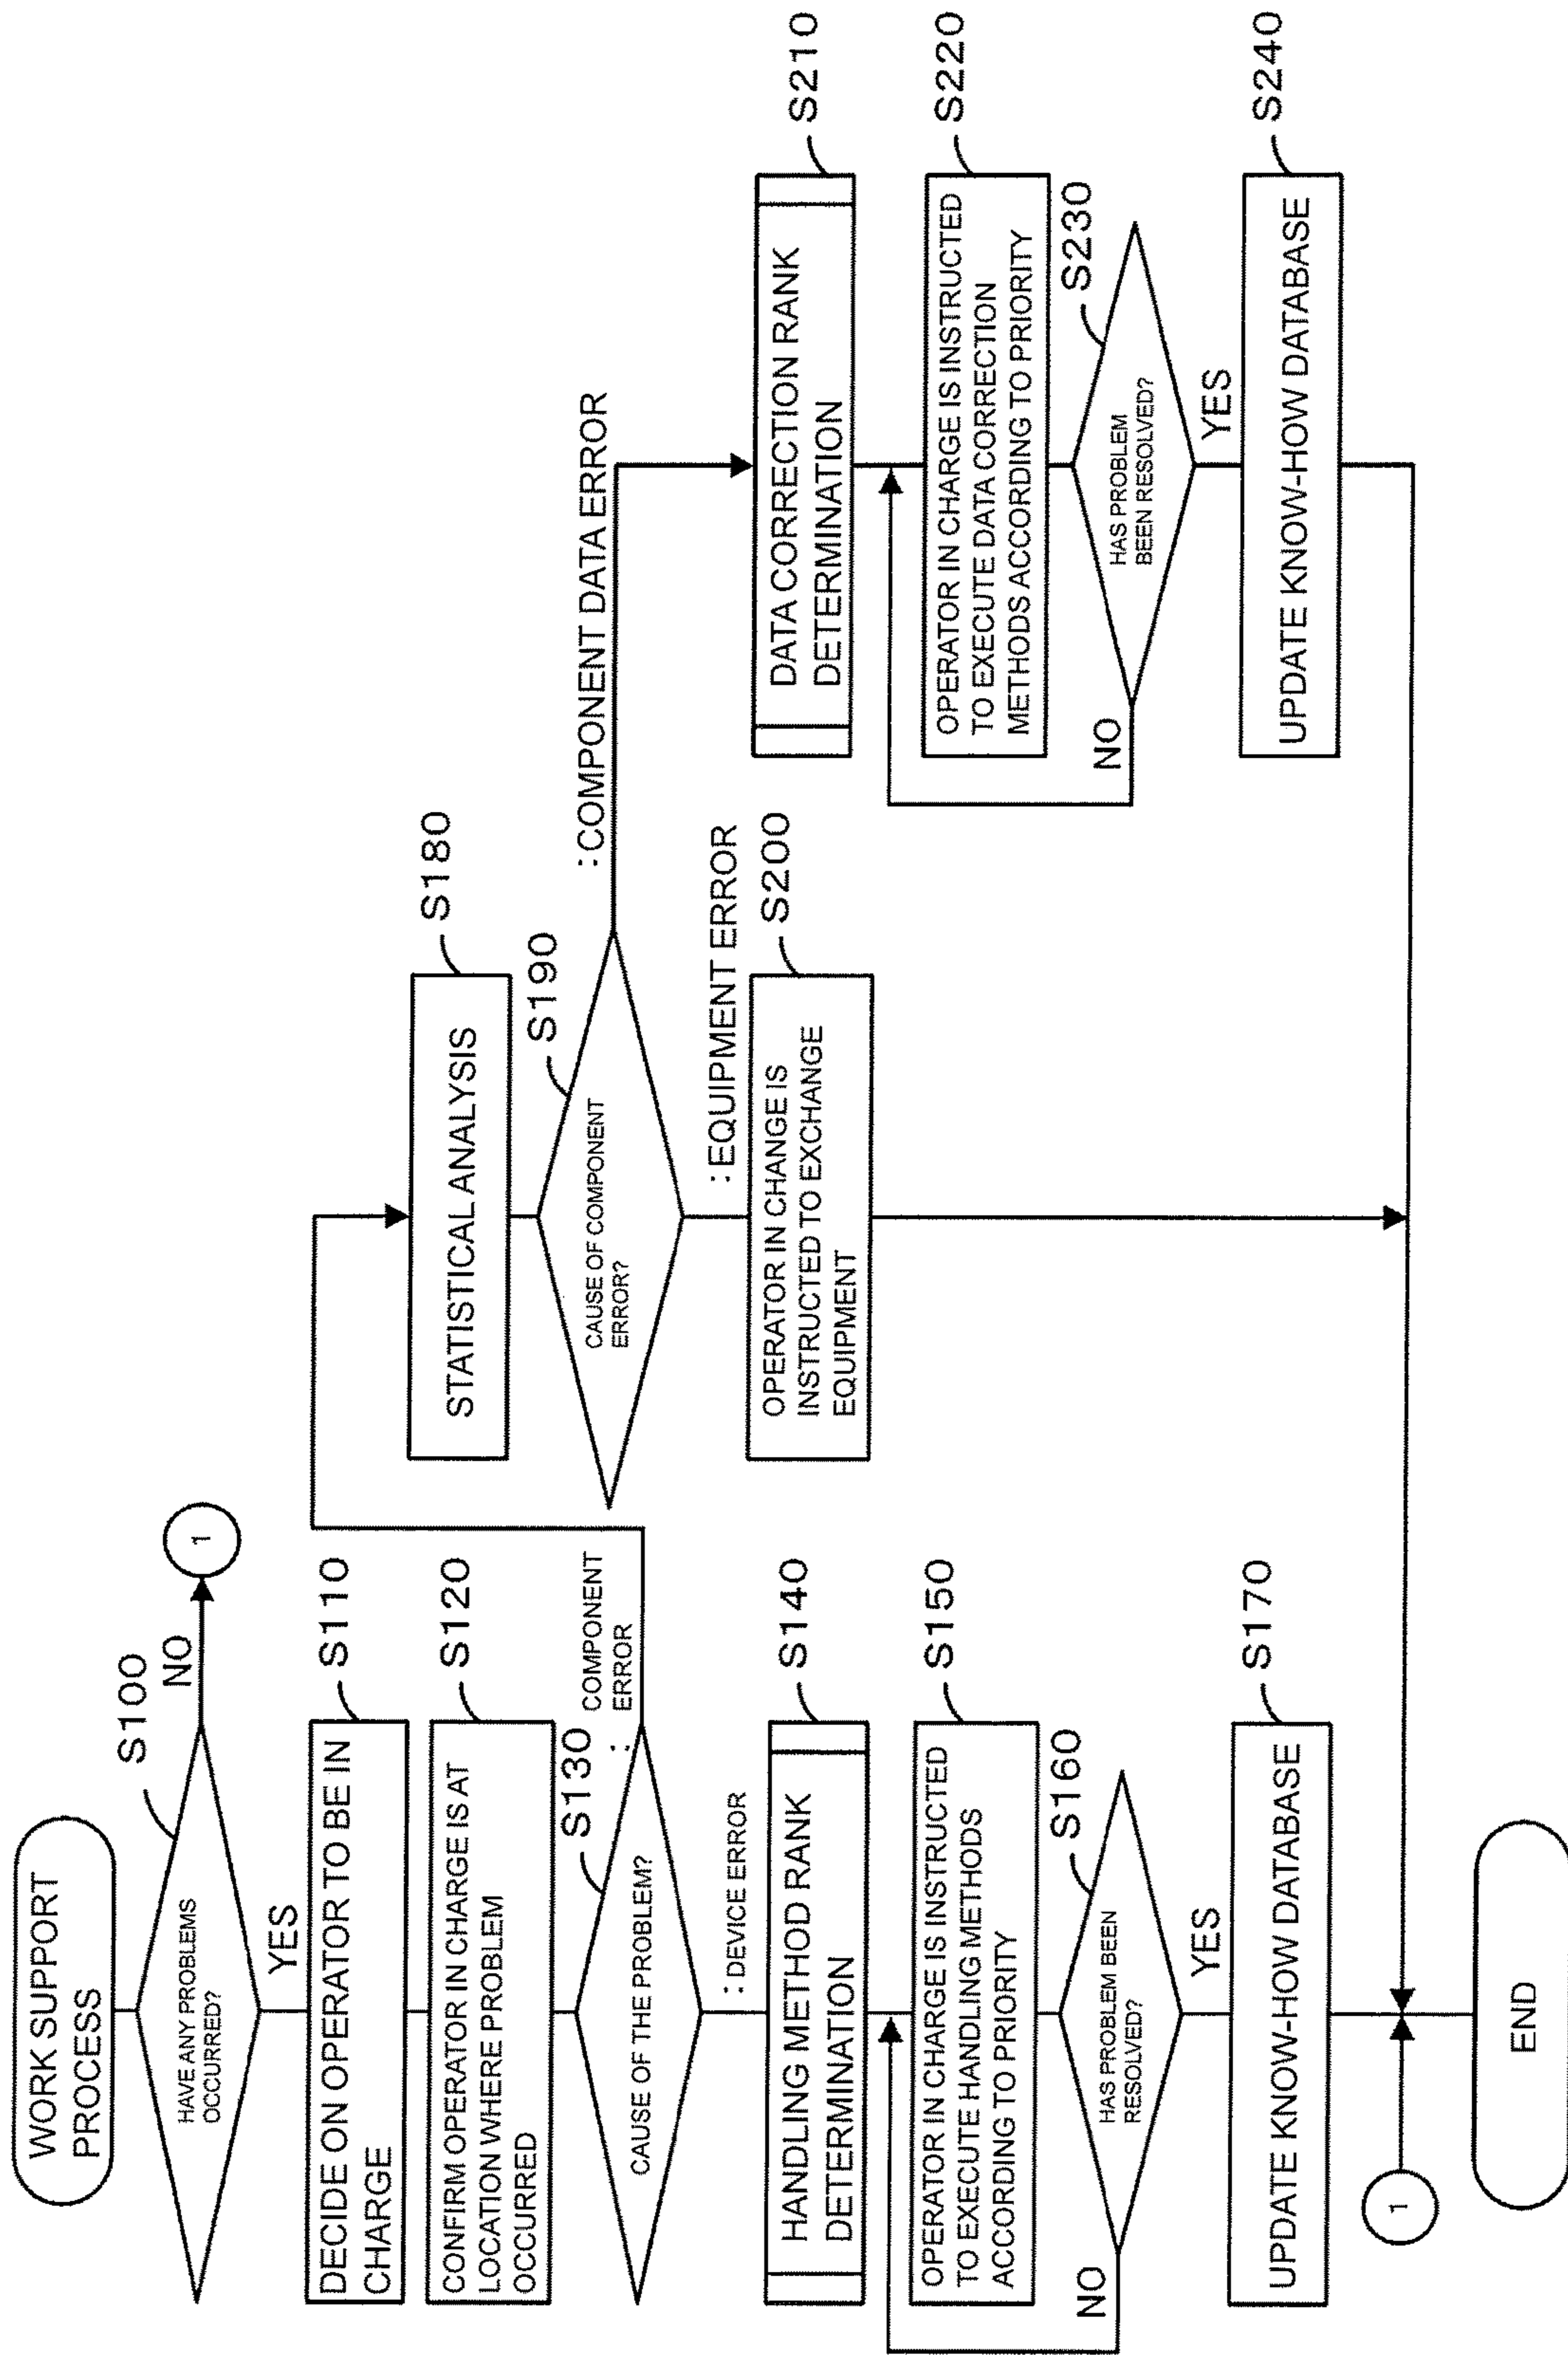 WORK SUPPORT
PROCESS
S100
HAVE ANY PROBLEMS
OCCURRED?
NO
1
YES
DECIDE ON OPERATOR TO BE IN
CHARGE
S110
CONFIRM OPERATOR IN CHARGE IS AT
LOCATION WHERE PROBLEM
OCCURRED
S120
S130
CAUSE OF THE PROBLEM?
: COMPONENT
ERROR
: DEVICE ERROR
HANDLING METHOD RANK
DETERMINATION
S140
OPERATOR IN CHARGE IS INSTRUCTED
TO EXECUTE HANDLING METHODS
ACCORDING TO PRIORITY
S150
S160
HAS PROBLEM BEEN
RESOLVED?
NO
YES
UPDATE KNOW-HOW DATABASE
S170
1
END
STATISTICAL ANALYSIS
S180
S190
CAUSE OF COMPONENT
ERROR?
:COMPONENT DATA ERROR
:EQUIPMENT ERROR
OPERATOR IN CHANGE IS
INSTRUCTED TO EXCHANGE
EQUIPMENT
S200
DATA CORRECTION RANK
DETERMINATION
S210
OPERATOR IN CHARGE IS INSTRUCTED
TO EXECUTE DATA CORRECTION
METHODS ACCORDING TO PRIORITY
S220
S230
HAS PROBLEM
BEEN RESOLVED?
NO
YES
UPDATE KNOW-HOW DATABASE
S240